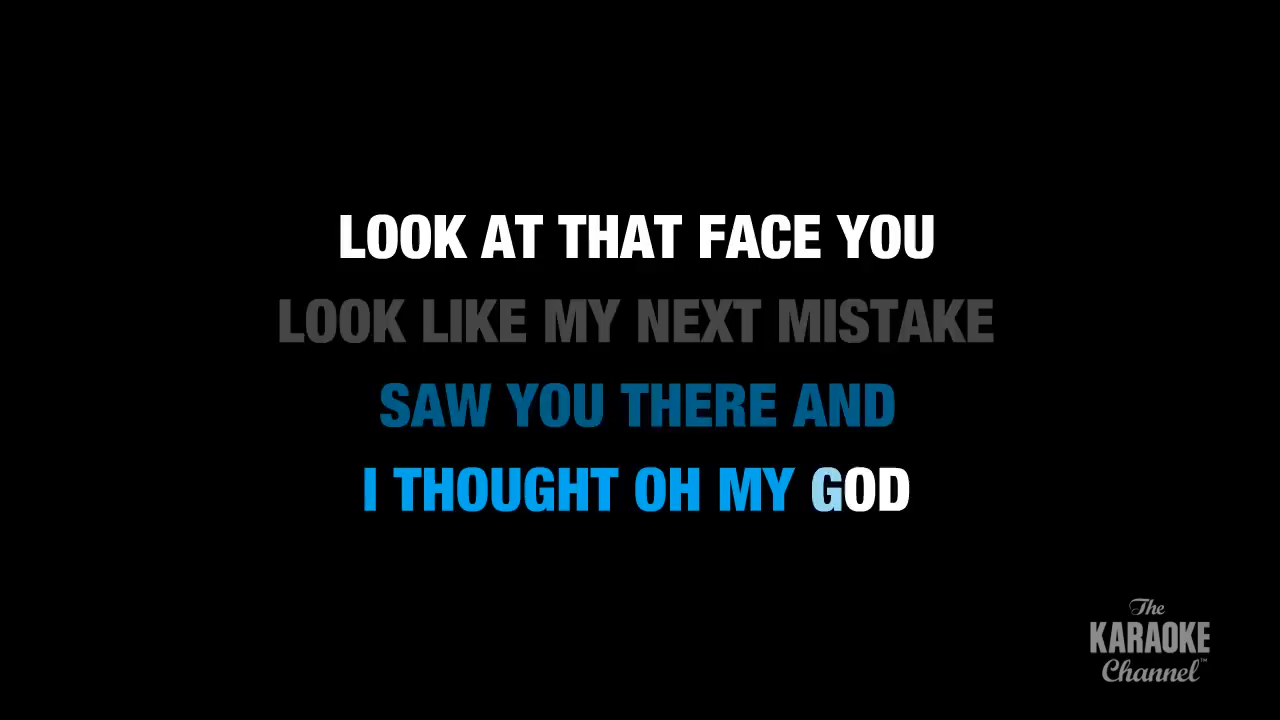 LOOK AT THAT FACE YOU
LOOK LIKE MY NEXT MISTAKE
SAW YOU THERE AND
I THOUGHT OH MY GOD
The
KARAOKE
Channel™